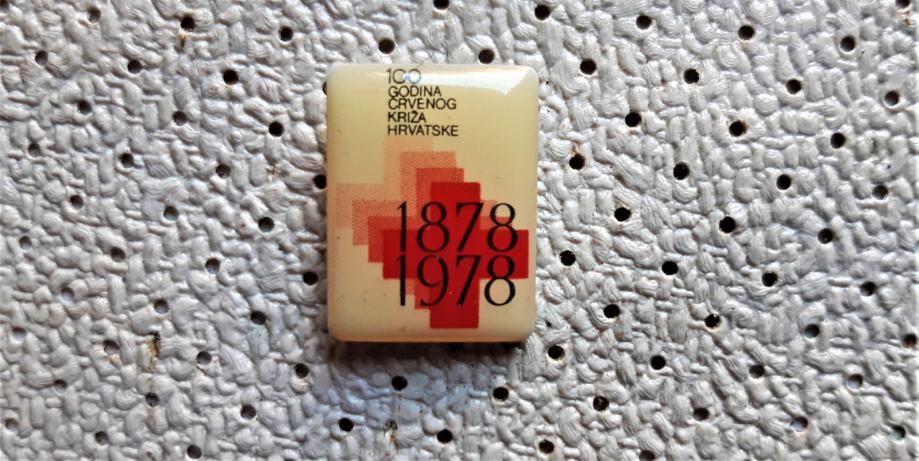 100
GODINA
CRVENOG
KRIŽA
HRVATSKE
1878
1978